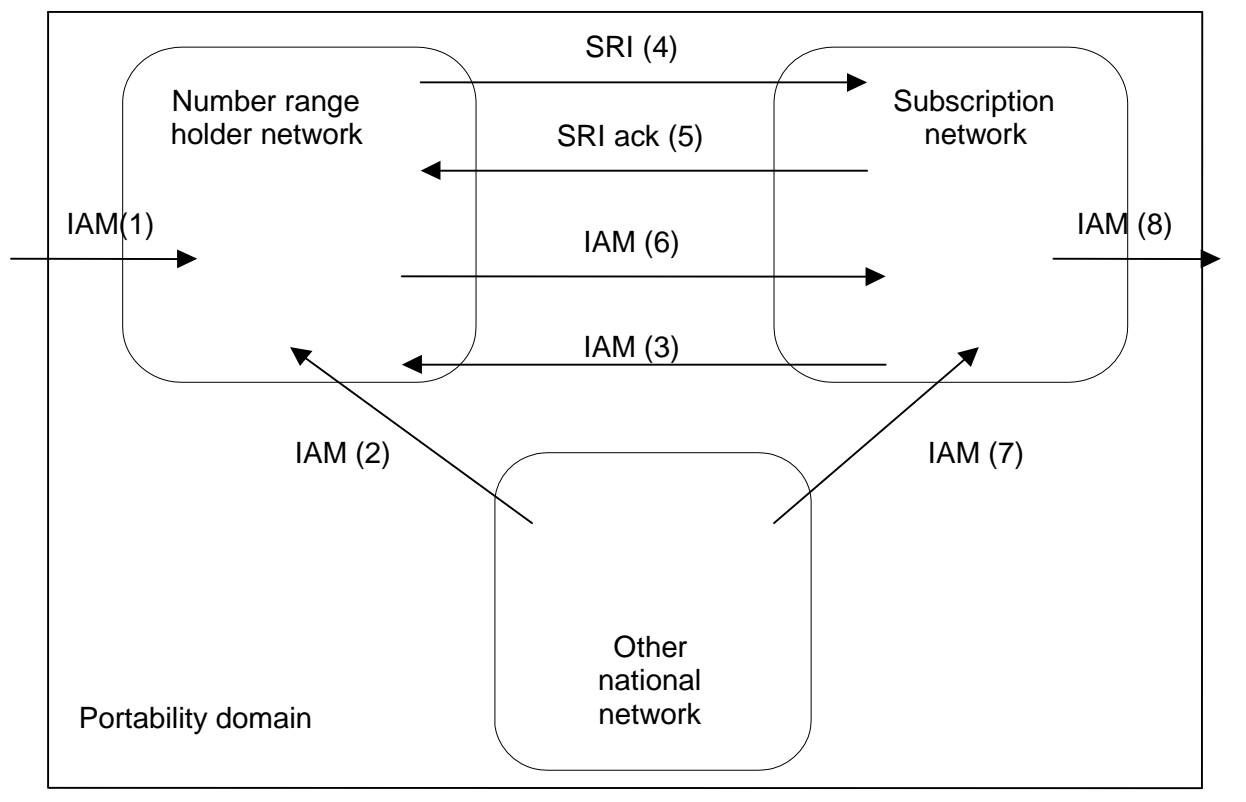 SRI (4)
Number range
holder network
Subscription
network
SRI ack (5)
IAM(1)
IAM (6)
IAM (8)
IAM (3)
IAM (2)
IAM (7)
Other
national
network
Portability domain